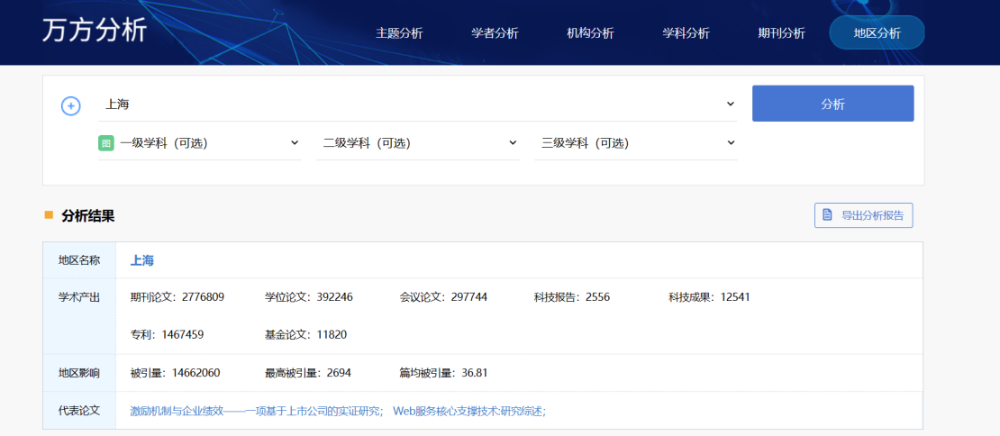 万方分析
主题分析 学者分析 机构分析 学科分析 期刊分析 地区分析
上海 分析
图 一级学科（可选） 二级学科（可选） 三级学科（可选）
分析结果 导出分析报告
地区名称 上海
学术产出 期刊论文：2776809 学位论文：392246 会议论文：297744 科技报告：2556 科技成果：12541
专利：1467459 基金论文：11820
地区影响 被引量：14662060 最高被引量：2694 篇均被引量：36.81
代表论文 激励机制与企业绩效——一项基于上市公司的实证研究； Web服务核心支撑技术:研究综述；